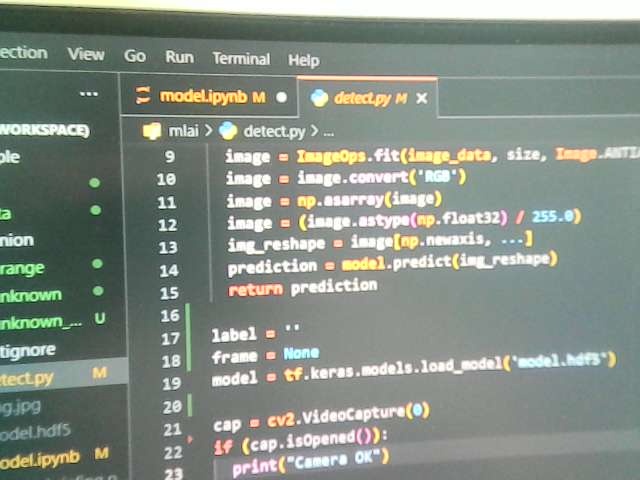 ection View Go Run Terminal Help
... model.ipynb M detect.py M
WORKSPACE) mlai > detect.py > ...
9 image = ImageOps.fit(image_data, size, Image.ANTI
10 image = image.convert('RGB')
11 image = np.asarray(image)
12 image = (image.astype(np.float32) / 255.0)
13 img_reshape = image[np.newaxis, ...]
14 prediction = model.predict(img_reshape)
15 return prediction
16
17 label = ''
18 frame = None
19 model = tf.keras.models.load_model('model.hdf5')
20
21 cap = cv2.VideoCapture(0)
22 if (cap.isOpened()):
23 print("Camera OK")
ple
ta
nion
range
nknown
nknown_... U
tignore
etect.py M
g.jpg
odel.hdf5
odel.ipynb M